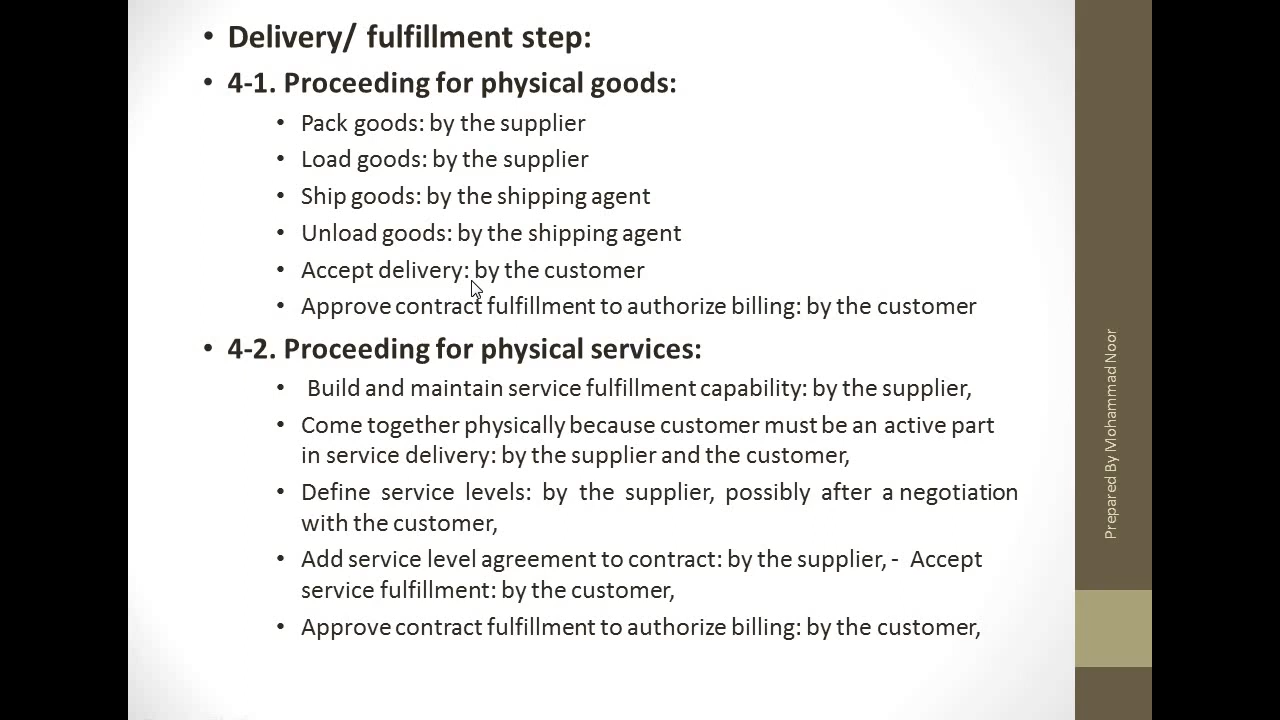 • Delivery/ fulfillment step:
• 4-1. Proceeding for physical goods:
• Pack goods: by the supplier
• Load goods: by the supplier
• Ship goods: by the shipping agent
• Unload goods: by the shipping agent
• Accept delivery: by the customer
• Approve contract fulfillment to authorize billing: by the customer
• 4-2. Proceeding for physical services:
• Build and maintain service fulfillment capability: by the supplier,
• Come together physically because customer must be an active part
in service delivery: by the supplier and the customer,
• Define service levels: by the supplier, possibly after a negotiation
with the customer,
• Add service level agreement to contract: by the supplier, - Accept
service fulfillment: by the customer,
• Approve contract fulfillment to authorize billing: by the customer,
Prepared By Mohammad Noor